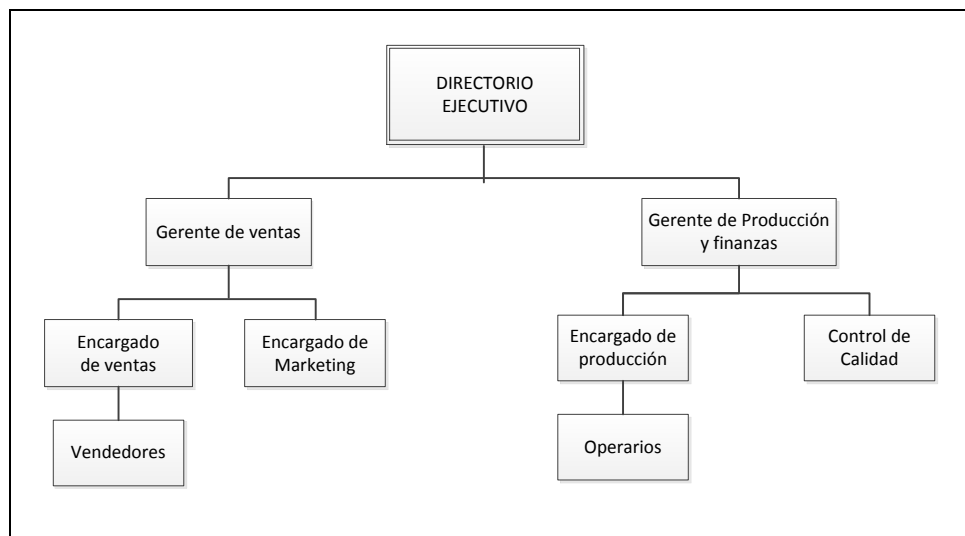 DIRECTORIO
EJECUTIVO
Gerente de ventas
Gerente de Producción
y finanzas
Encargado
de ventas
Encargado de
Marketing
Encargado de
producción
Control de
Calidad
Vendedores
Operarios